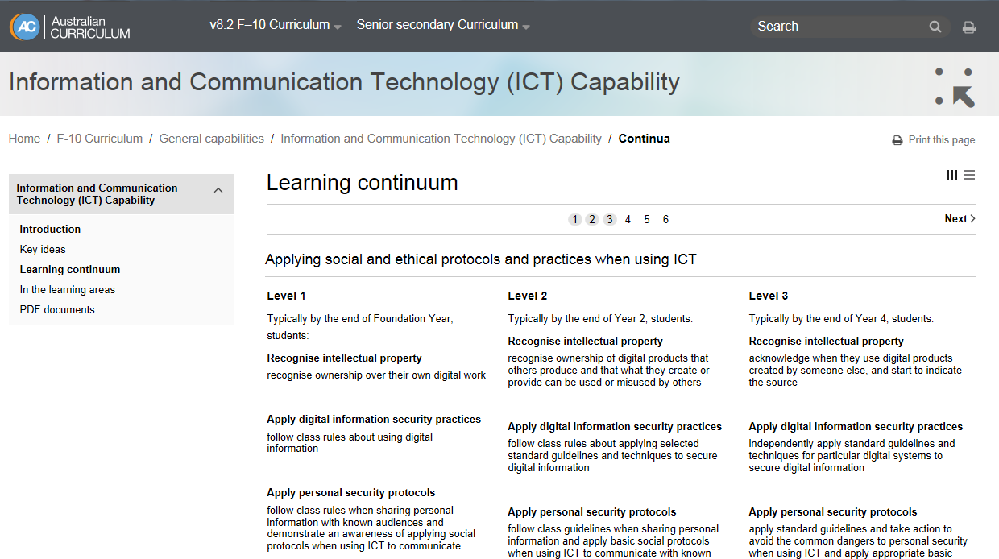 AC Australian CURRICULUM
v8.2 F–10 Curriculum Senior secondary Curriculum Search
Information and Communication Technology (ICT) Capability
Home / F-10 Curriculum / General capabilities / Information and Communication Technology (ICT) Capability / Continua
Print this page
Information and Communication
Technology (ICT) Capability
Introduction
Key ideas
Learning continuum
In the learning areas
PDF documents
Learning continuum
1 2 3 4 5 6 Next
Applying social and ethical protocols and practices when using ICT
Level 1
Typically by the end of Foundation Year,
students:
Recognise intellectual property
recognise ownership over their own digital work
Apply digital information security practices
follow class rules about using digital
information
Apply personal security protocols
follow class rules when sharing personal
information with known audiences and
demonstrate an awareness of applying social
protocols when using ICT to communicate
Level 2
Typically by the end of Year 2, students:
Recognise intellectual property
recognise ownership of digital products that
others produce and that what they create or
provide can be used or misused by others
Apply digital information security practices
follow class rules about applying selected
standard guidelines and techniques to secure
digital information
Apply personal security protocols
follow class guidelines when sharing personal
information and apply basic social protocols
when using ICT to communicate with known
Level 3
Typically by the end of Year 4, students:
Recognise intellectual property
acknowledge when they use digital products
created by someone else, and start to indicate
the source
Apply digital information security practices
independently apply standard guidelines and
techniques for particular digital systems to
secure digital information
Apply personal security protocols
apply standard guidelines and take action to
avoid the common dangers to personal security
when using ICT and apply appropriate basic